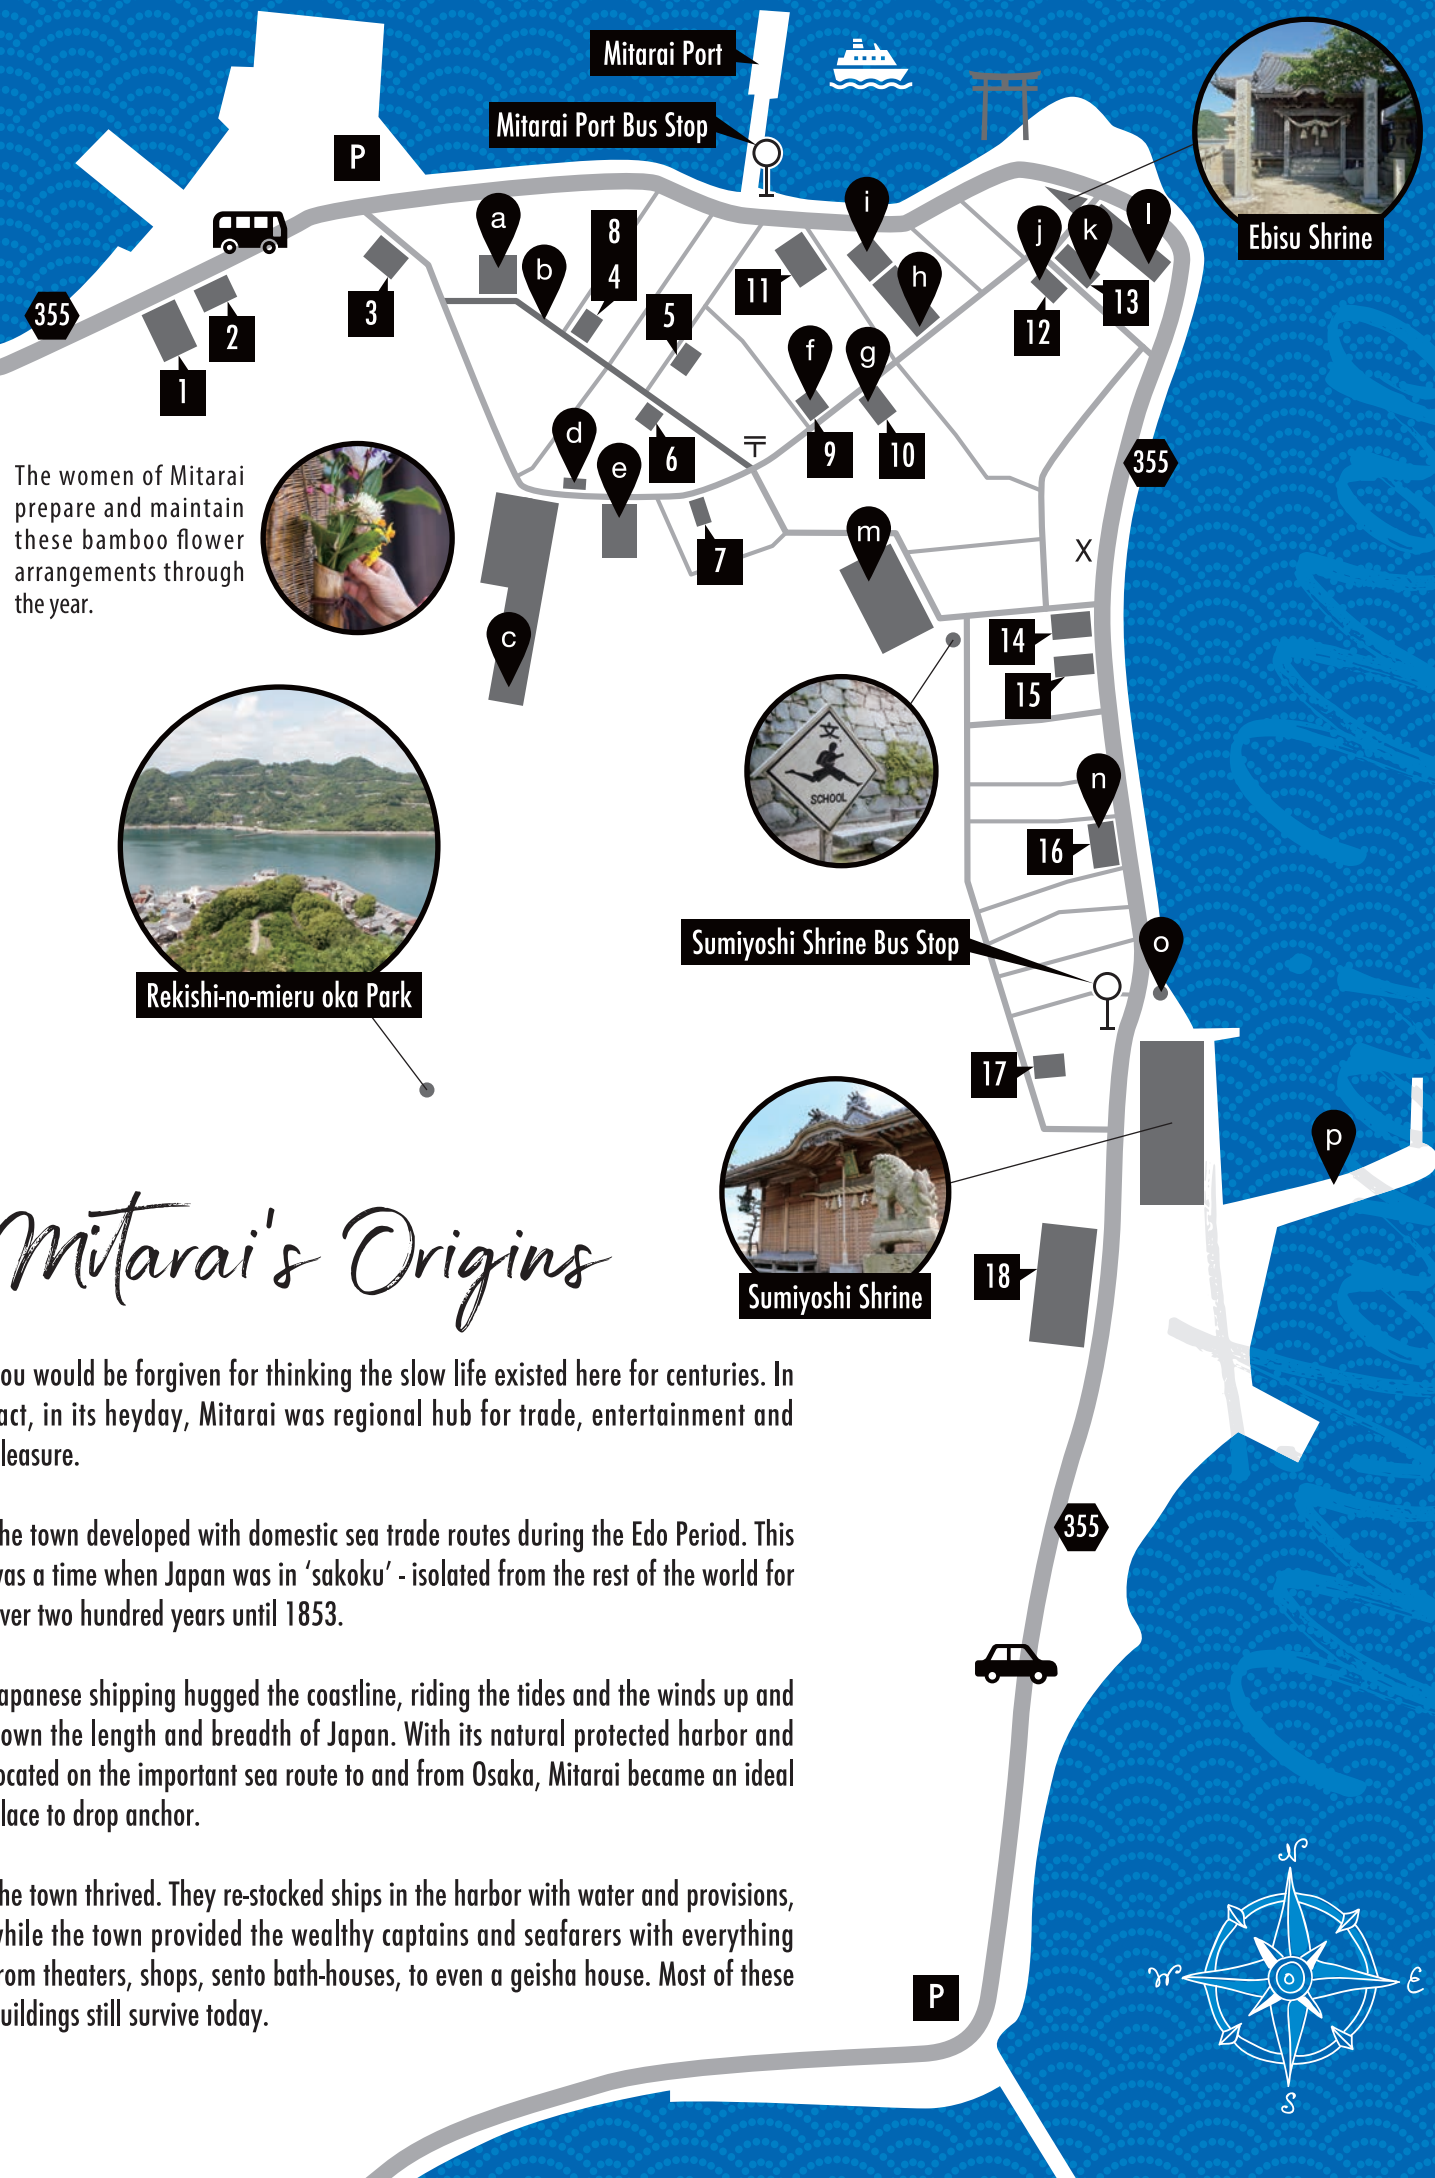 Mitarai Port
Mitarai Port Bus Stop
P
Ebisu Shrine
a
b
8
4
i
h
j
k
l
11
5
3
2
1
355
12
13
f
g
9
10
d
e
6
〒
7
m
c
355
X
The women of Mitarai
prepare and maintain
these bamboo flower
arrangements through
the year.
14
15
文
SCHOOL
n
16
Sumiyoshi Shrine Bus Stop
o
Rekishi-no-mieru oka Park
17
p
18
Sumiyoshi Shrine
Mitarai's Origins
ou would be forgiven for thinking the slow life existed here for centuries. In
act, in its heyday, Mitarai was regional hub for trade, entertainment and
leasure.
he town developed with domestic sea trade routes during the Edo Period. This
was a time when Japan was in ‘sakoku’ - isolated from the rest of the world for
ver two hundred years until 1853.
apanese shipping hugged the coastline, riding the tides and the winds up and
own the length and breadth of Japan. With its natural protected harbor and
ocated on the important sea route to and from Osaka, Mitarai became an ideal
lace to drop anchor.
he town thrived. They re-stocked ships in the harbor with water and provisions,
while the town provided the wealthy captains and seafarers with everything
rom theaters, shops, sento bath-houses, to even a geisha house. Most of these
uildings still survive today.
355
P
N
W
E
S